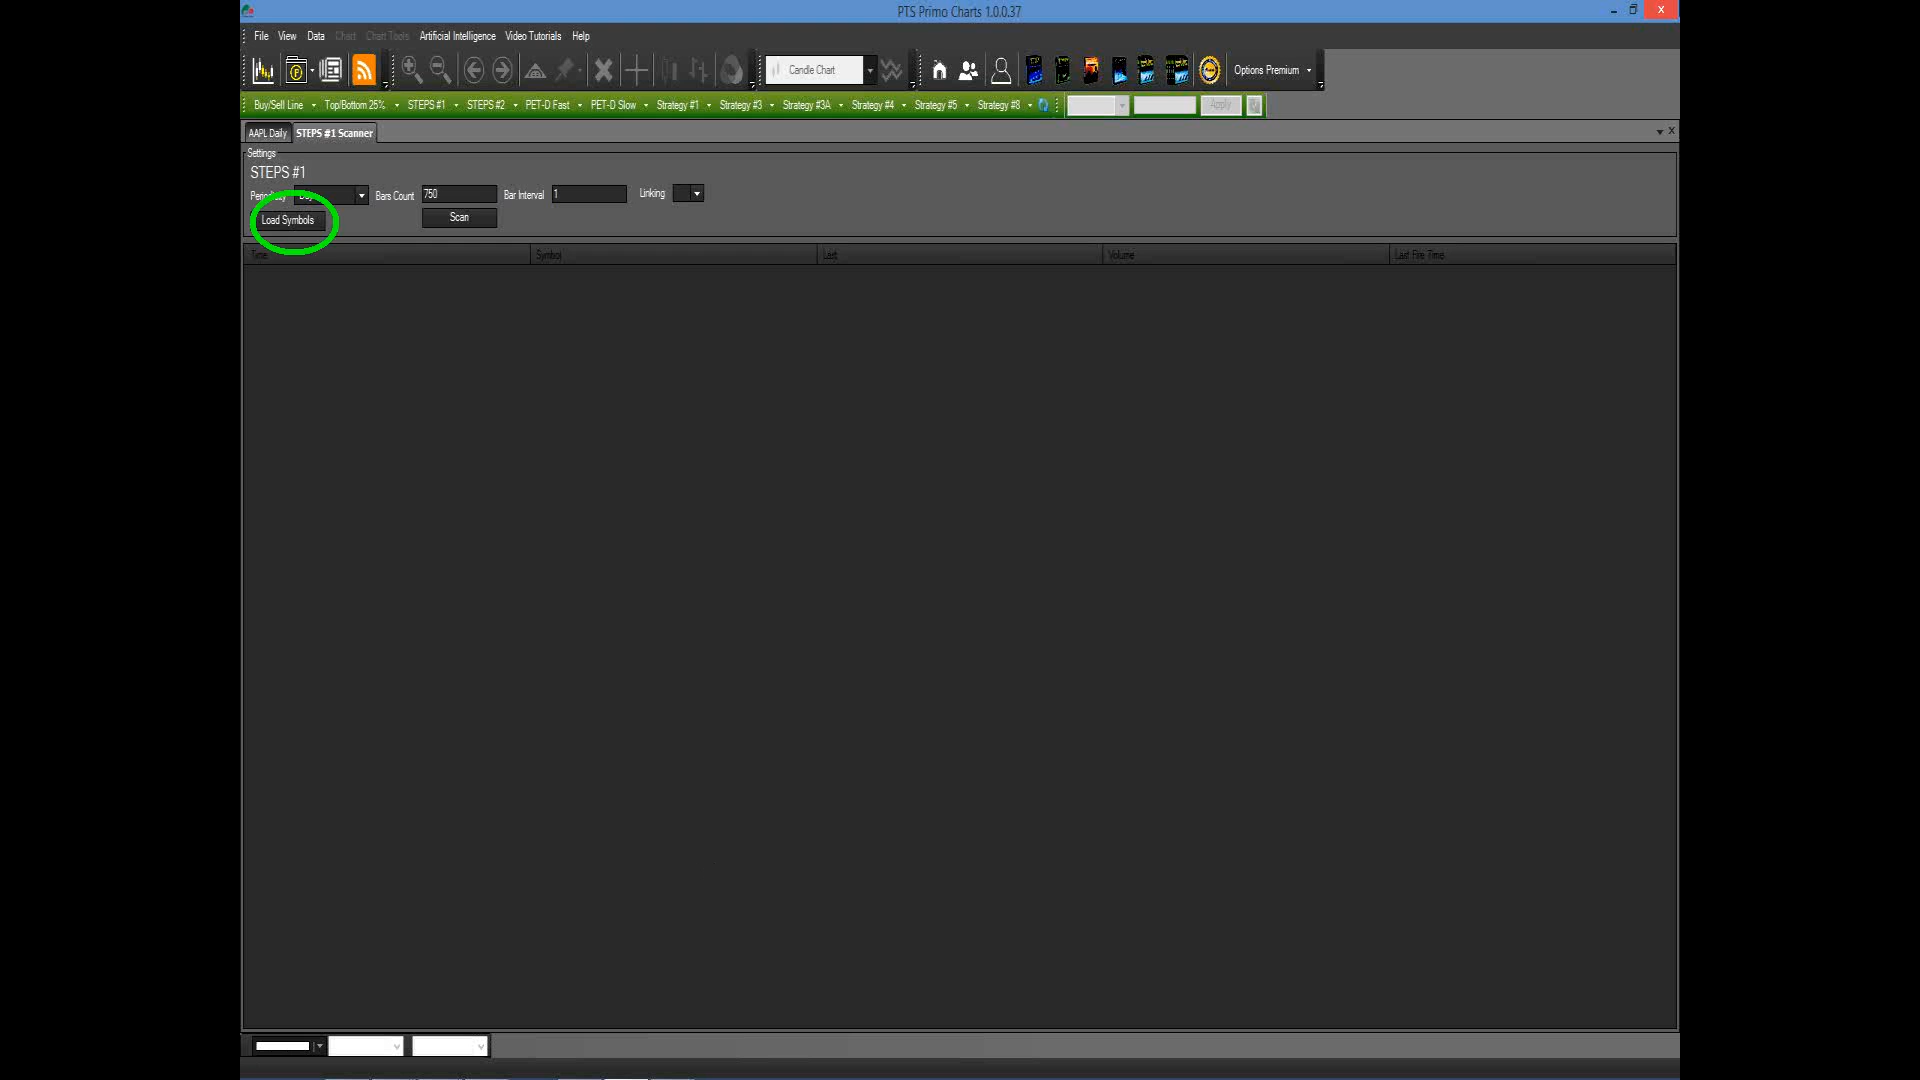 PTS Primo Charts 1.0.0.37
File View Data Chart Chart Tools Artificial Intelligence Video Tutorials Help
Candle Chart
Options Premium
Buy/Sell Line Top/Bottom 25% STEPS #1 STEPS #2 PET-D Fast PET-D Slow Strategy #1 Strategy #3 Strategy #3A Strategy #4 Strategy #5 Strategy #8 Apply
AAPL Daily STEPS #1 Scanner
Settings
STEPS #1
Bars Count 750 Bar Interval 1 Linking
Load Symbols Scan
Time Symbol Last Volume Last Fire Time